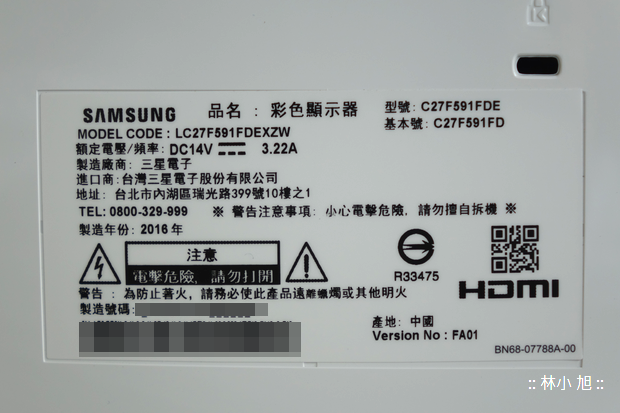 SAMSUNG 品名 : 彩色顯示器 型號: C27F591FDE
MODEL CODE : LC27F591FDEXZW 基本號: C27F591FD
額定電壓/頻率: DC14V 3.22A
製造廠商 : 三星電子
進口商: 台灣三星電子股份有限公司
地址: 台北市內湖區瑞光路399號10樓之1
TEL: 0800-329-999 ※ 警告注意事項: 小心電擊危險, 請勿擅自拆機 ※
製造年份: 2016 年
注意
電擊危險, 請勿打開
R33475
HDMI
警告 : 為防止著火, 請務必使此產品遠離蠟燭或其他明火
製造號碼:
產地: 中國
Version No : FA01
BN68-07788A-00
:: 林小旭 ::